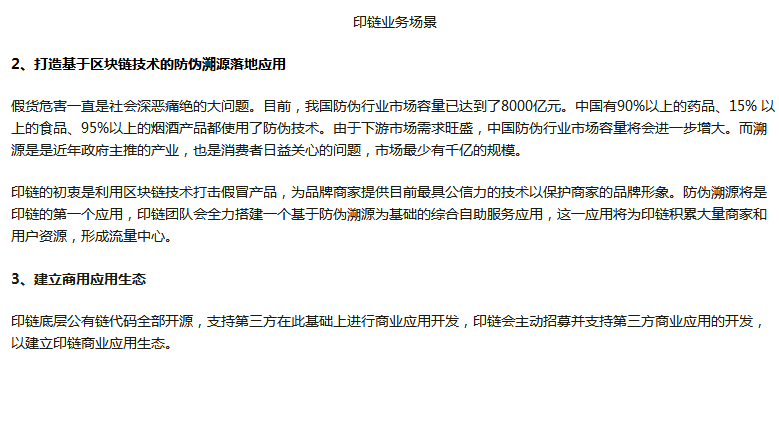 印链业务场景
2、打造基于区块链技术的防伪溯源落地应用
假货危害一直是社会深恶痛绝的大问题。目前，我国防伪行业市场容量已达到了8000亿元。中国有90%以上的药品、15% 以
上的食品、95%以上的烟酒产品都使用了防伪技术。由于下游市场需求旺盛，中国防伪行业市场容量将会进一步增大。而溯
源是是近年政府主推的产业，也是消费者日益关心的问题，市场最少有千亿的规模。
印链的初衷是利用区块链技术打击假冒产品，为品牌商家提供目前最具公信力的技术以保护商家的品牌形象。防伪溯源将是
印链的第一个应用，印链团队会全力搭建一个基于防伪溯源为基础的综合自助服务应用，这一应用将为印链积累大量商家和
用户资源，形成流量中心。
3、建立商用应用生态
印链底层公有链代码全部开源，支持第三方在此基础上进行商业应用开发，印链会主动招募并支持第三方商业应用的开发，
以建立印链商业应用生态。